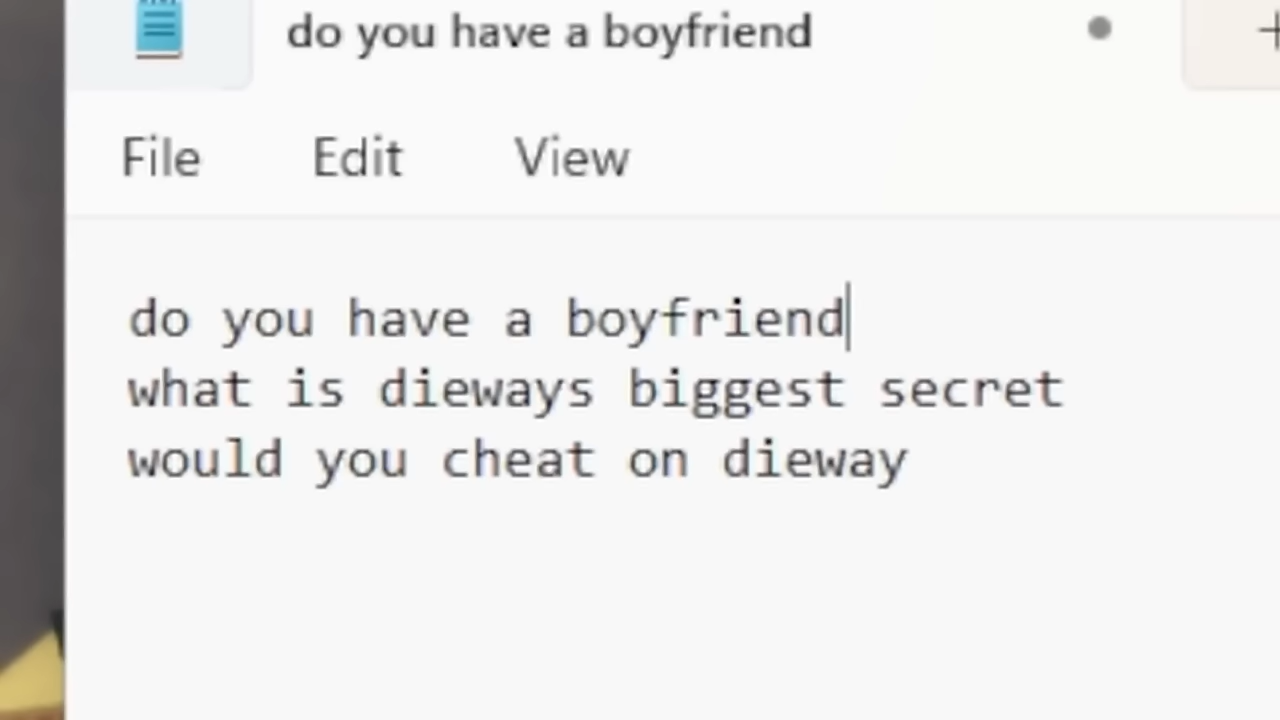 do you have a boyfriend
File Edit View
do you have a boyfriend
what is dieways biggest secret
would you cheat on dieway